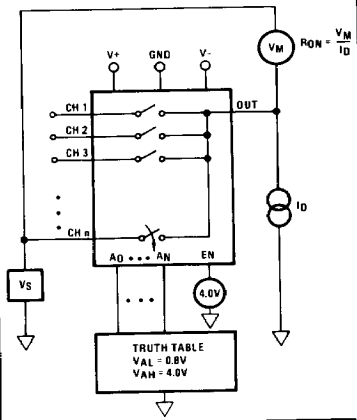 V+ GND V-
VM
RON = VM/ID
OUT
CH 1
CH 2
CH 3
ID
CH n
A0 ••• AN EN
VS
4.0V
TRUTH TABLE
VAL = 0.8V
VAH = 4.0V